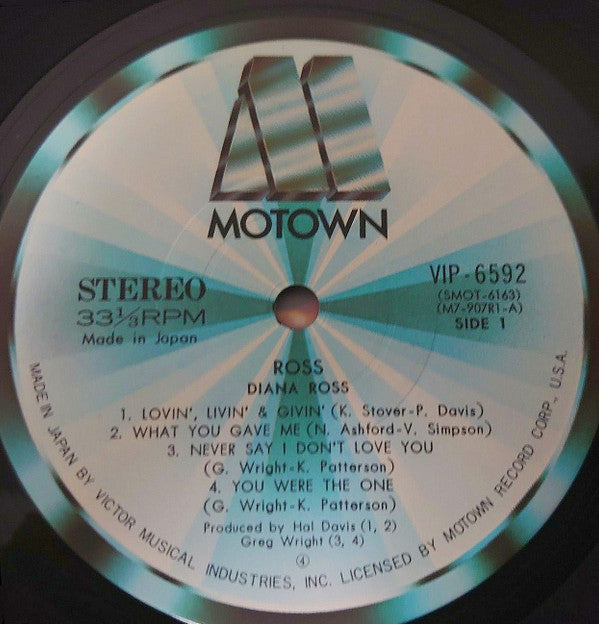 MOTOWN
STEREO
33⅓RPM
Made in Japan
VIP-6592
(SMOT-6163)
(M7-907R1-A)
SIDE 1
ROSS
DIANA ROSS
1. LOVIN', LIVIN' & GIVIN' (K. Stover-P. Davis)
2. WHAT YOU GAVE ME (N. Ashford-V. Simpson)
3. NEVER SAY I DON'T LOVE YOU
(G. Wright-K. Patterson)
4. YOU WERE THE ONE
(G. Wright-K. Patterson)
Produced by Hal Davis (1, 2)
Greg Wright (3, 4)
④
MADE IN JAPAN BY VICTOR MUSICAL INDUSTRIES, INC. LICENSED BY MOTOWN RECORD CORP., U.S.A.